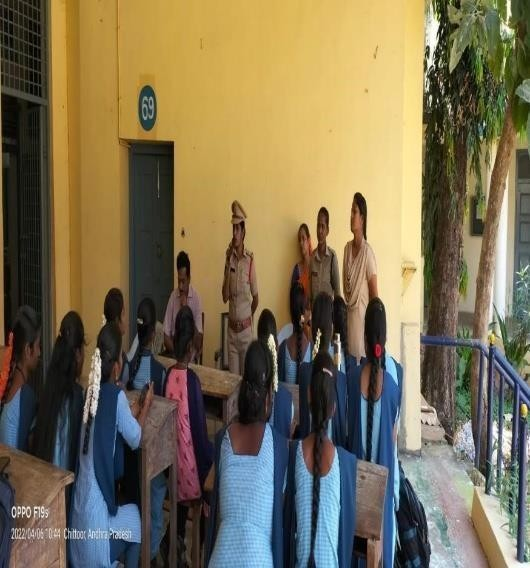 69
OPPO F19s
2022/04/06 10:44 Chittoor, Andhra Pradesh